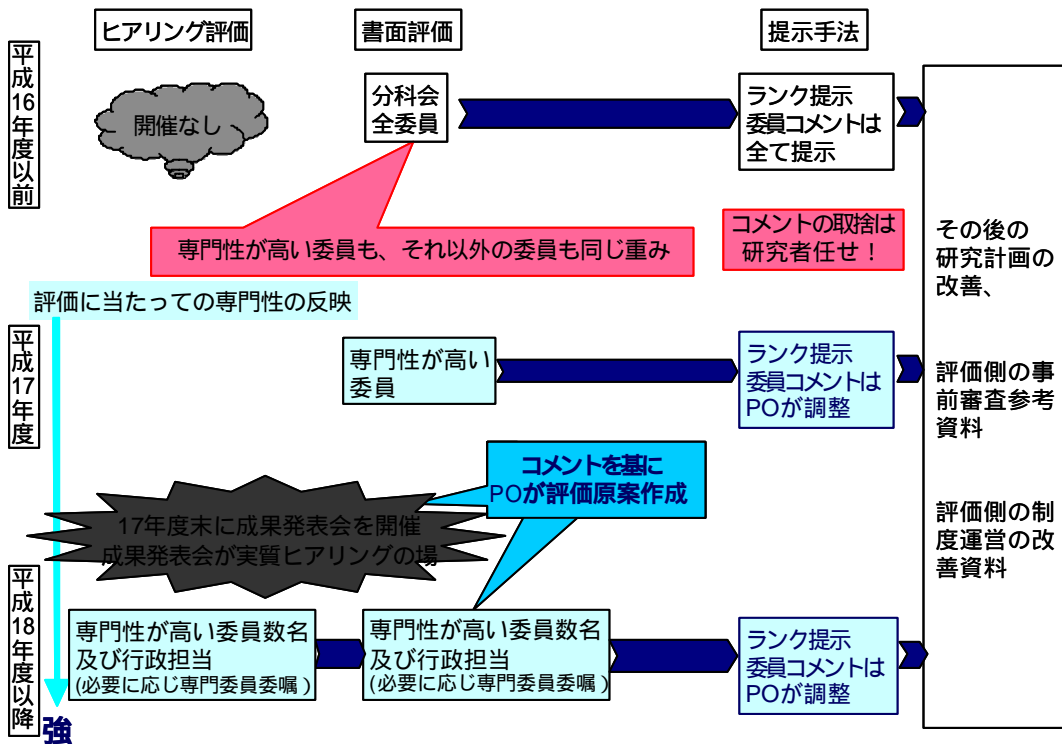 ヒアリング評価
書面評価
提示手法
平成16年度以前
開催なし
分科会
全委員
ランク提示
委員コメントは
全て提示
専門性が高い委員も、それ以外の委員も同じ重み
コメントの取捨は
研究者任せ！
評価に当たっての専門性の反映
平成17年度
専門性が高い
委員
ランク提示
委員コメントは
POが調整
コメントを基に
POが評価原案作成
17年度末に成果発表会を開催
成果発表会が実質ヒアリングの場
平成18年度以降
専門性が高い委員数名
及び行政担当
(必要に応じ専門委員委嘱)
専門性が高い委員数名
及び行政担当
(必要に応じ専門委員委嘱)
ランク提示
委員コメントは
POが調整
強
その後の
研究計画の
改善、
評価側の事
前審査参考
資料
評価側の制
度運営の改
善資料